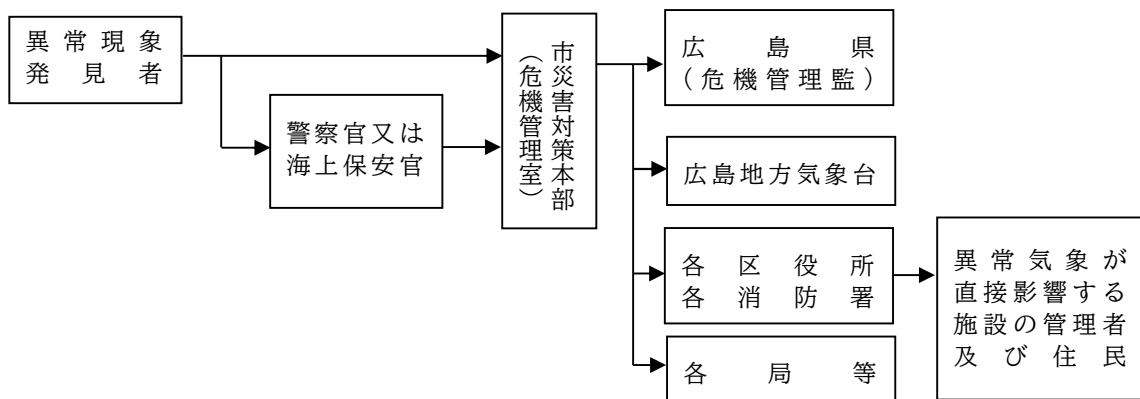 異常現象
発見者
警察官又は
海上保安官
市災害対策本部
（危機管理室）
広島県
（危機管理監）
広島地方気象台
各区役所
各消防署
各局等
異常気象が
直接影響する
施設の管理者
及び住民